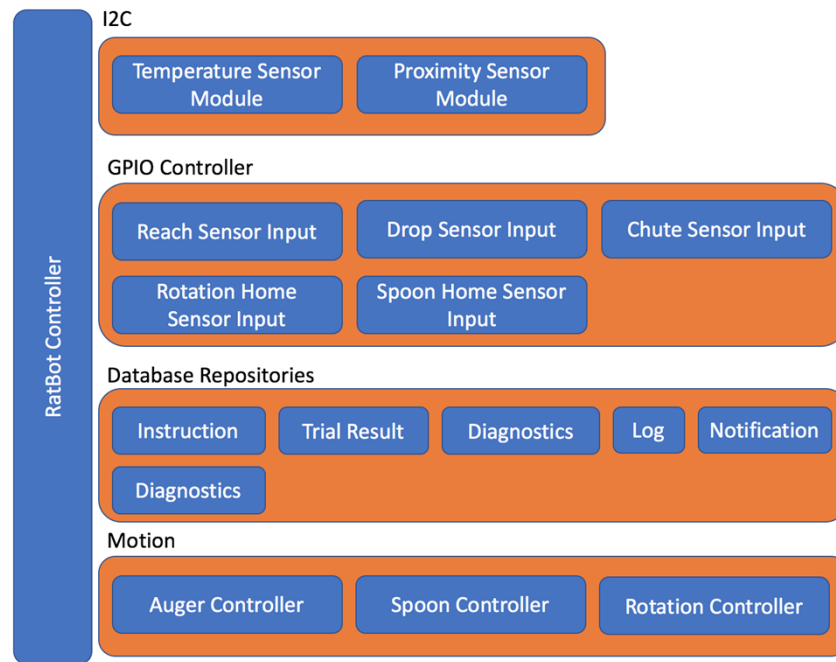 RatBot Controller
I2C
Temperature Sensor
Module
Proximity Sensor
Module
GPIO Controller
Reach Sensor Input
Drop Sensor Input
Chute Sensor Input
Rotation Home
Sensor Input
Spoon Home Sensor
Input
Database Repositories
Instruction
Trial Result
Diagnostics
Log
Notification
Diagnostics
Motion
Auger Controller
Spoon Controller
Rotation Controller